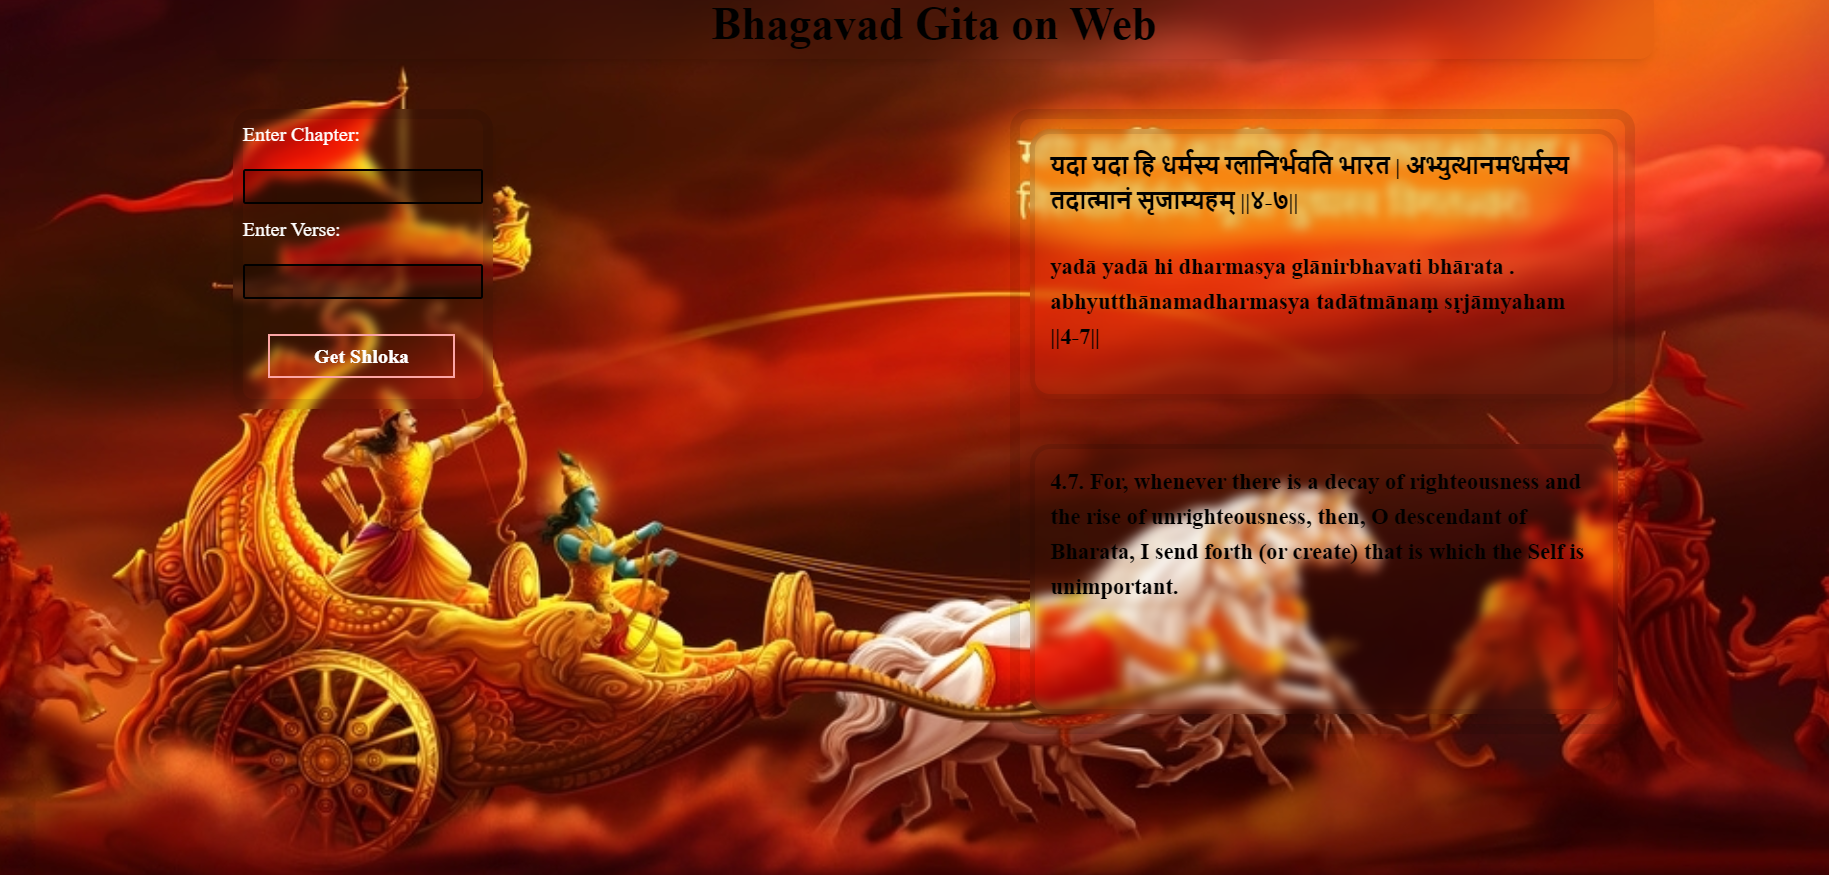 Bhagavad Gita on Web
Enter Chapter:
Enter Verse:
Get Shloka
यदा यदा हि धर्मस्य ग्लानिर्भवति भारत | अभ्युत्थानमधर्मस्य
तदात्मानं सृजाम्यहम् ||४-७||
yadā yadā hi dharmasya glānirbhavati bhārata .
abhyutthānamadharmasya tadātmānaṃ sṛjāmyaham
||4-7||
4.7. For, whenever there is a decay of righteousness and
the rise of unrighteousness, then, O descendant of
Bharata, I send forth (or create) that is which the Self is
unimportant.